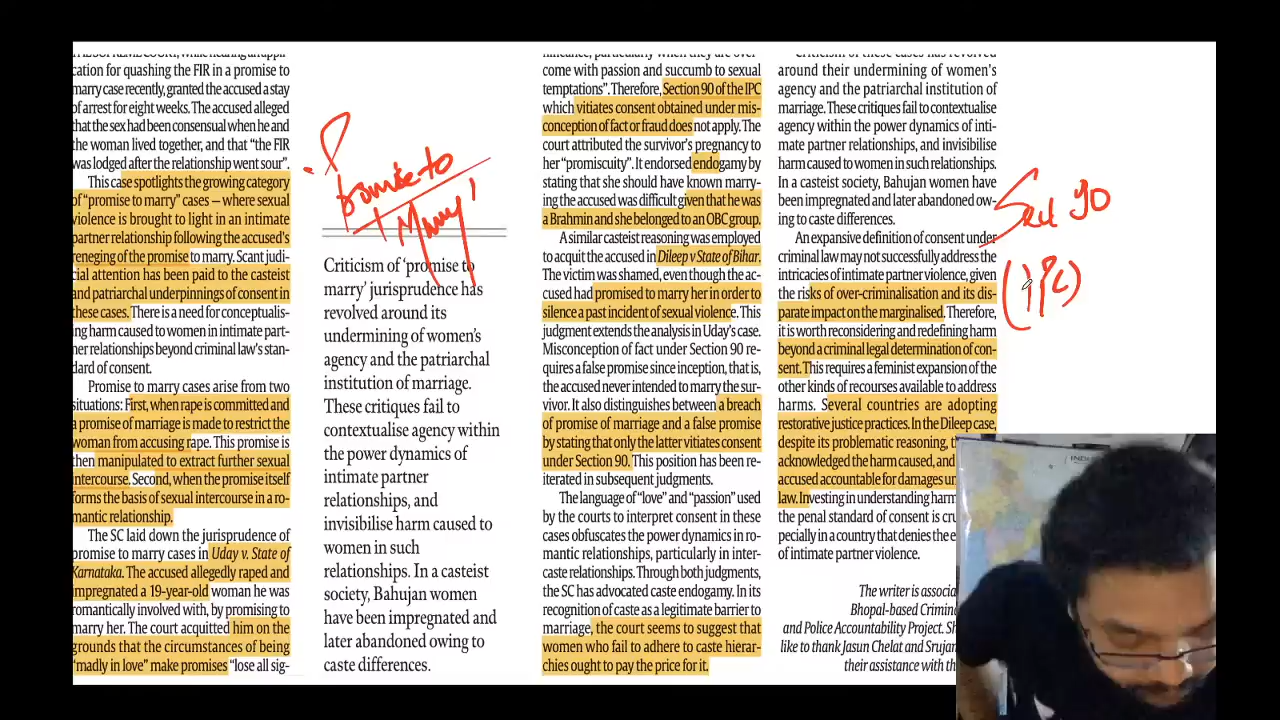 THE SUPREME COURT, while hearing an appli-
cation for quashing the FIR in a promise to
marry case recently, granted the accused a stay
of arrest for eight weeks. The accused alleged
that the sex had been consensual when he and
the woman lived together, and that “the FIR
was lodged after the relationship went sour”.
This case spotlights the growing category
of “promise to marry” cases — where sexual
violence is brought to light in an intimate
partner relationship following the accused’s
reneging of the promise to marry. Scant judi-
cial attention has been paid to the casteist
and patriarchal underpinnings of consent in
these cases. There is a need for conceptualis-
ing harm caused to women in intimate part-
ner relationships beyond criminal law’s stan-
dard of consent.
Promise to marry cases arise from two
situations: First, when rape is committed and
a promise of marriage is made to restrict the
woman from accusing rape. This promise is
then manipulated to extract further sexual
intercourse. Second, when the promise itself
forms the basis of sexual intercourse in a ro-
mantic relationship.
The SC laid down the jurisprudence of
promise to marry cases in Uday v. State of
Karnataka. The accused allegedly raped and
impregnated a 19-year-old woman he was
romantically involved with, by promising to
marry her. The court acquitted him on the
grounds that the circumstances of being
“madly in love” make promises “lose all sig-
Promise to
Marry'
Criticism of ‘promise to
marry’ jurisprudence has
revolved around its
undermining of women’s
agency and the patriarchal
institution of marriage.
These critiques fail to
contextualise agency within
the power dynamics of
intimate partner
relationships, and
invisibilise harm caused to
women in such
relationships. In a casteist
society, Bahujan women
have been impregnated and
later abandoned owing to
caste differences.
nificance, particularly when they are over-
come with passion and succumb to sexual
temptations”. Therefore, Section 90 of the IPC
which vitiates consent obtained under mis-
conception of fact or fraud does not apply. The
court attributed the survivor’s pregnancy to
her “promiscuity”. It endorsed endogamy by
stating that she should have known marry-
ing the accused was difficult given that he was
a Brahmin and she belonged to an OBC group.
A similar casteist reasoning was employed
to acquit the accused in Dileep v State of Bihar.
The victim was shamed, even though the ac-
cused had promised to marry her in order to
silence a past incident of sexual violence. This
judgment extends the analysis in Uday’s case.
Misconception of fact under Section 90 re-
quires a false promise since inception, that is,
the accused never intended to marry the sur-
vivor. It also distinguishes between a breach
of promise of marriage and a false promise
by stating that only the latter vitiates consent
under Section 90. This position has been re-
iterated in subsequent judgments.
The language of “love” and “passion” used
by the courts to interpret consent in these
cases obfuscates the power dynamics in ro-
mantic relationships, particularly in inter-
caste relationships. Through both judgments,
the SC has advocated caste endogamy. In its
recognition of caste as a legitimate barrier to
marriage, the court seems to suggest that
women who fail to adhere to caste hierar-
chies ought to pay the price for it.
Criticism of these cases has revolved
around their undermining of women’s
agency and the patriarchal institution of
marriage. These critiques fail to contextualise
agency within the power dynamics of inti-
mate partner relationships, and invisibilise
harm caused to women in such relationships.
In a casteist society, Bahujan women have
been impregnated and later abandoned ow-
ing to caste differences.
An expansive definition of consent under
criminal law may not successfully address the
intricacies of intimate partner violence, given
the risks of over-criminalisation and its dis-
parate impact on the marginalised. Therefore,
it is worth reconsidering and redefining harm
beyond a criminal legal determination of con-
sent. This requires a feminist expansion of the
other kinds of recourses available to address
harms. Several countries are adopting
restorative justice practices. In the Dileep case,
despite its problematic reasoning, t
acknowledged the harm caused, and
accused accountable for damages un
law. Investing in understanding harm
the penal standard of consent is cru
pecially in a country that denies the e
of intimate partner violence.
The writer is associa
Bhopal-based Crimin
and Police Accountability Project. Sh
like to thank Jasun Chelat and Srujan
their assistance with th
Sec 90
(IPC)